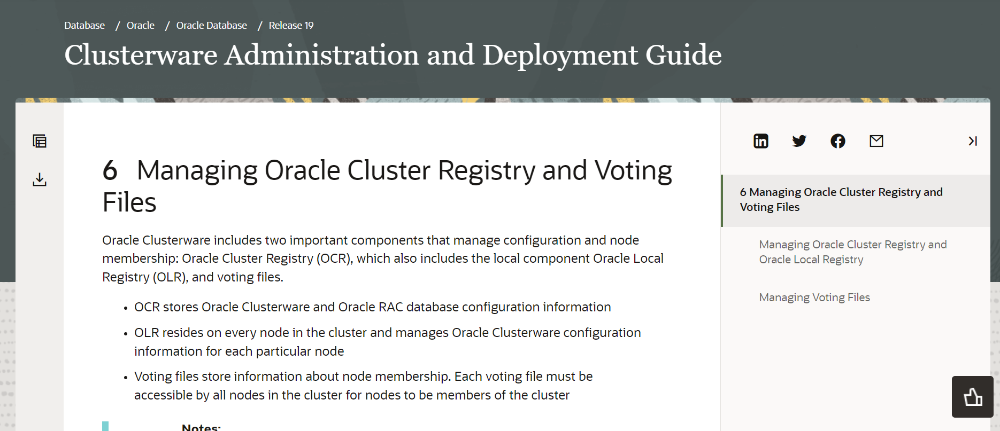 Database / Oracle / Oracle Database / Release 19
Clusterware Administration and Deployment Guide
6 Managing Oracle Cluster Registry and Voting
Files
Oracle Clusterware includes two important components that manage configuration and node
membership: Oracle Cluster Registry (OCR), which also includes the local component Oracle Local
Registry (OLR), and voting files.
• OCR stores Oracle Clusterware and Oracle RAC database configuration information
• OLR resides on every node in the cluster and manages Oracle Clusterware configuration
information for each particular node
• Voting files store information about node membership. Each voting file must be
accessible by all nodes in the cluster for nodes to be members of the cluster
Notes:
in
6 Managing Oracle Cluster Registry and
Voting Files
Managing Oracle Cluster Registry and
Oracle Local Registry
Managing Voting Files